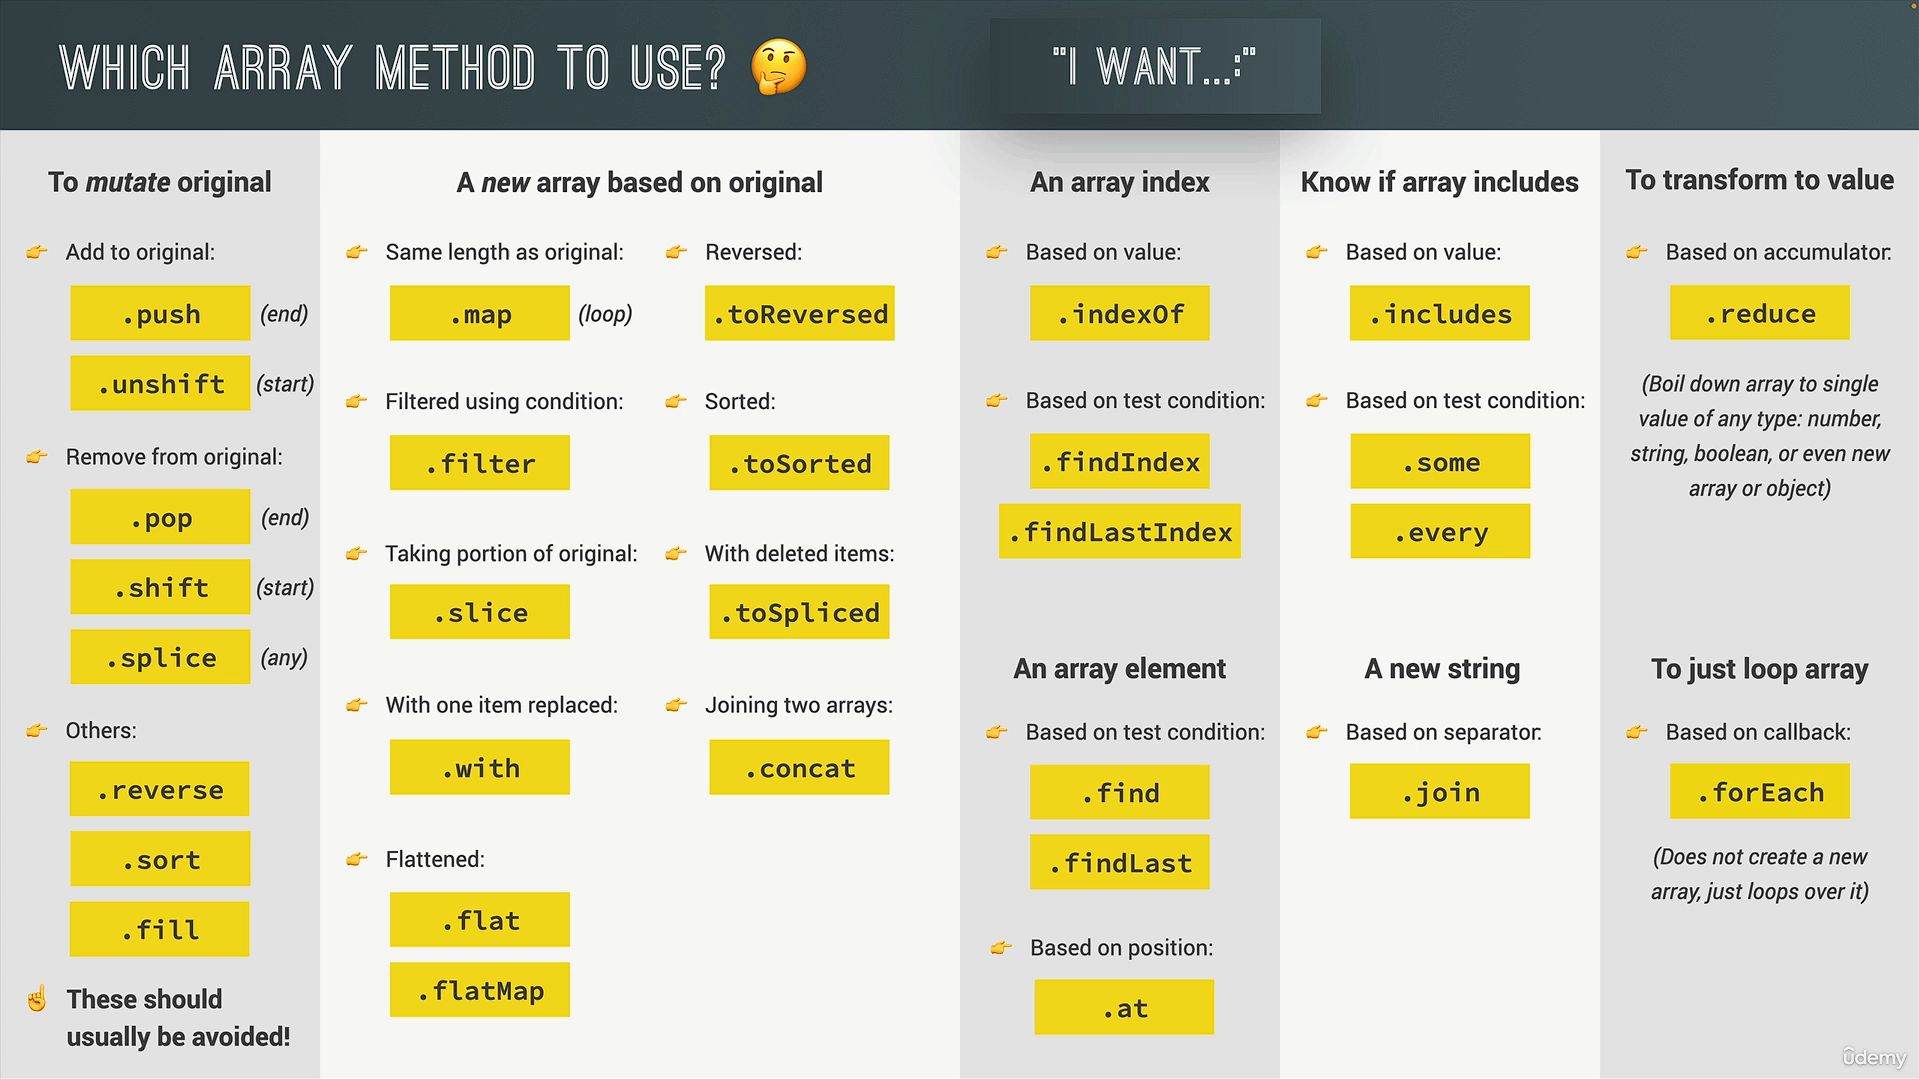 WHICH ARRAY METHOD TO USE?
"I WANT...:"
To mutate original
Add to original:
.push (end)
.unshift (start)
Remove from original:
.pop (end)
.shift (start)
.splice (any)
Others:
.reverse
.sort
.fill
These should
usually be avoided!
A new array based on original
Same length as original:
.map (loop)
Filtered using condition:
.filter
Taking portion of original:
.slice
With one item replaced:
.with
Flattened:
.flat
.flatMap
Reversed:
.toReversed
Sorted:
.toSorted
With deleted items:
.toSpliced
Joining two arrays:
.concat
An array index
Based on value:
.indexOf
Based on test condition:
.findIndex
.findLastIndex
An array element
Based on test condition:
.find
.findLast
Based on position:
.at
Know if array includes
Based on value:
.includes
Based on test condition:
.some
.every
A new string
Based on separator:
.join
To transform to value
Based on accumulator:
.reduce
(Boil down array to single
value of any type: number,
string, boolean, or even new
array or object)
To just loop array
Based on callback:
.forEach
(Does not create a new
array, just loops over it)
ûdemy